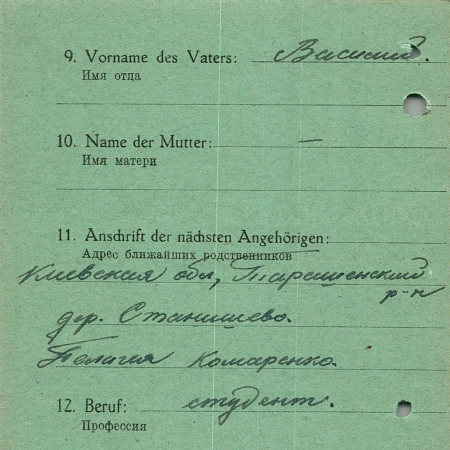 9. Vorname des Vaters: Василий.
Имя отца
10. Name der Mutter: —
Имя матери
11. Anschrift der nächsten Angehörigen:
Адрес ближайших родственников
Киевская обл, Таращенский
р-н
дер. Станишево.
Пелагея Комаренко.
12. Beruf: студент.
Профессия